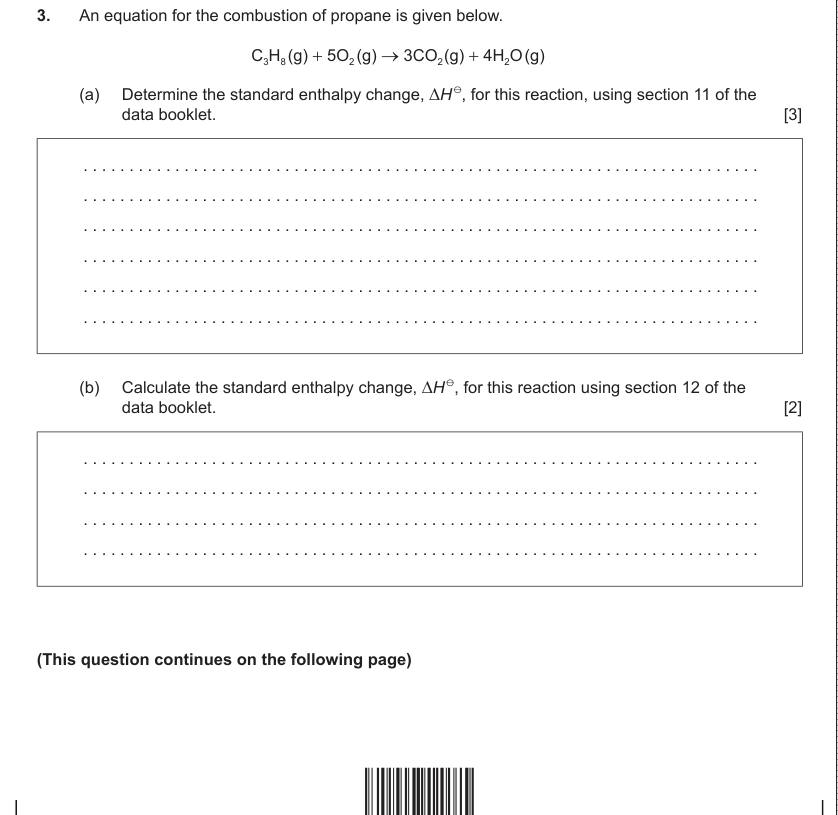 3. An equation for the combustion of propane is given below.
C₃H₈(g) + 5O₂(g) → 3CO₂(g) + 4H₂O(g)
(a) Determine the standard enthalpy change, ΔH⊖, for this reaction, using section 11 of the
data booklet. [3]
(b) Calculate the standard enthalpy change, ΔH⊖, for this reaction using section 12 of the
data booklet. [2]
(This question continues on the following page)